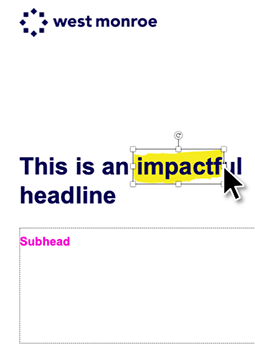 west monroe
This is an impactful
headline
Subhead